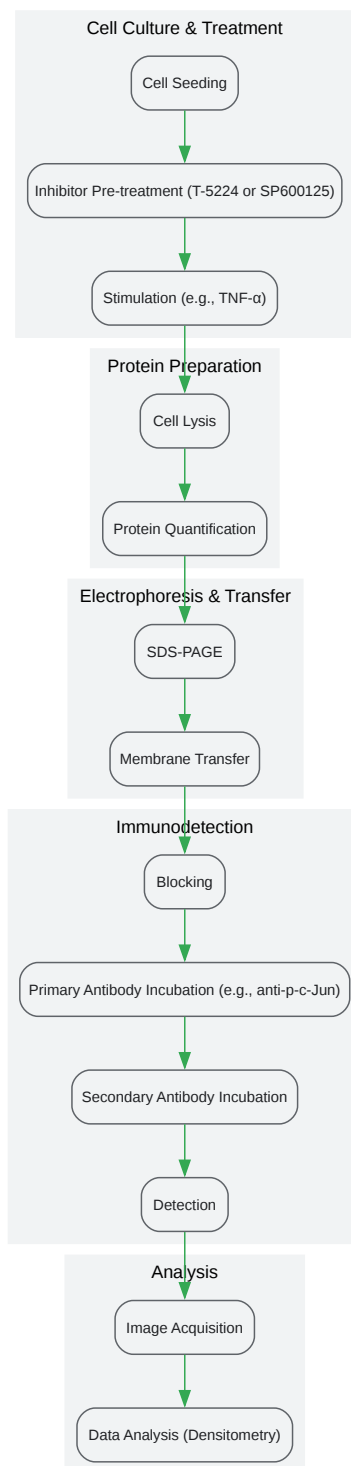 Cell Culture & Treatment
Cell Seeding
Inhibitor Pre-treatment (T-5224 or SP600125)
Stimulation (e.g., TNF-α)
Protein Preparation
Cell Lysis
Protein Quantification
Electrophoresis & Transfer
SDS-PAGE
Membrane Transfer
Immunodetection
Blocking
Primary Antibody Incubation (e.g., anti-p-c-Jun)
Secondary Antibody Incubation
Detection
Analysis
Image Acquisition
Data Analysis (Densitometry)